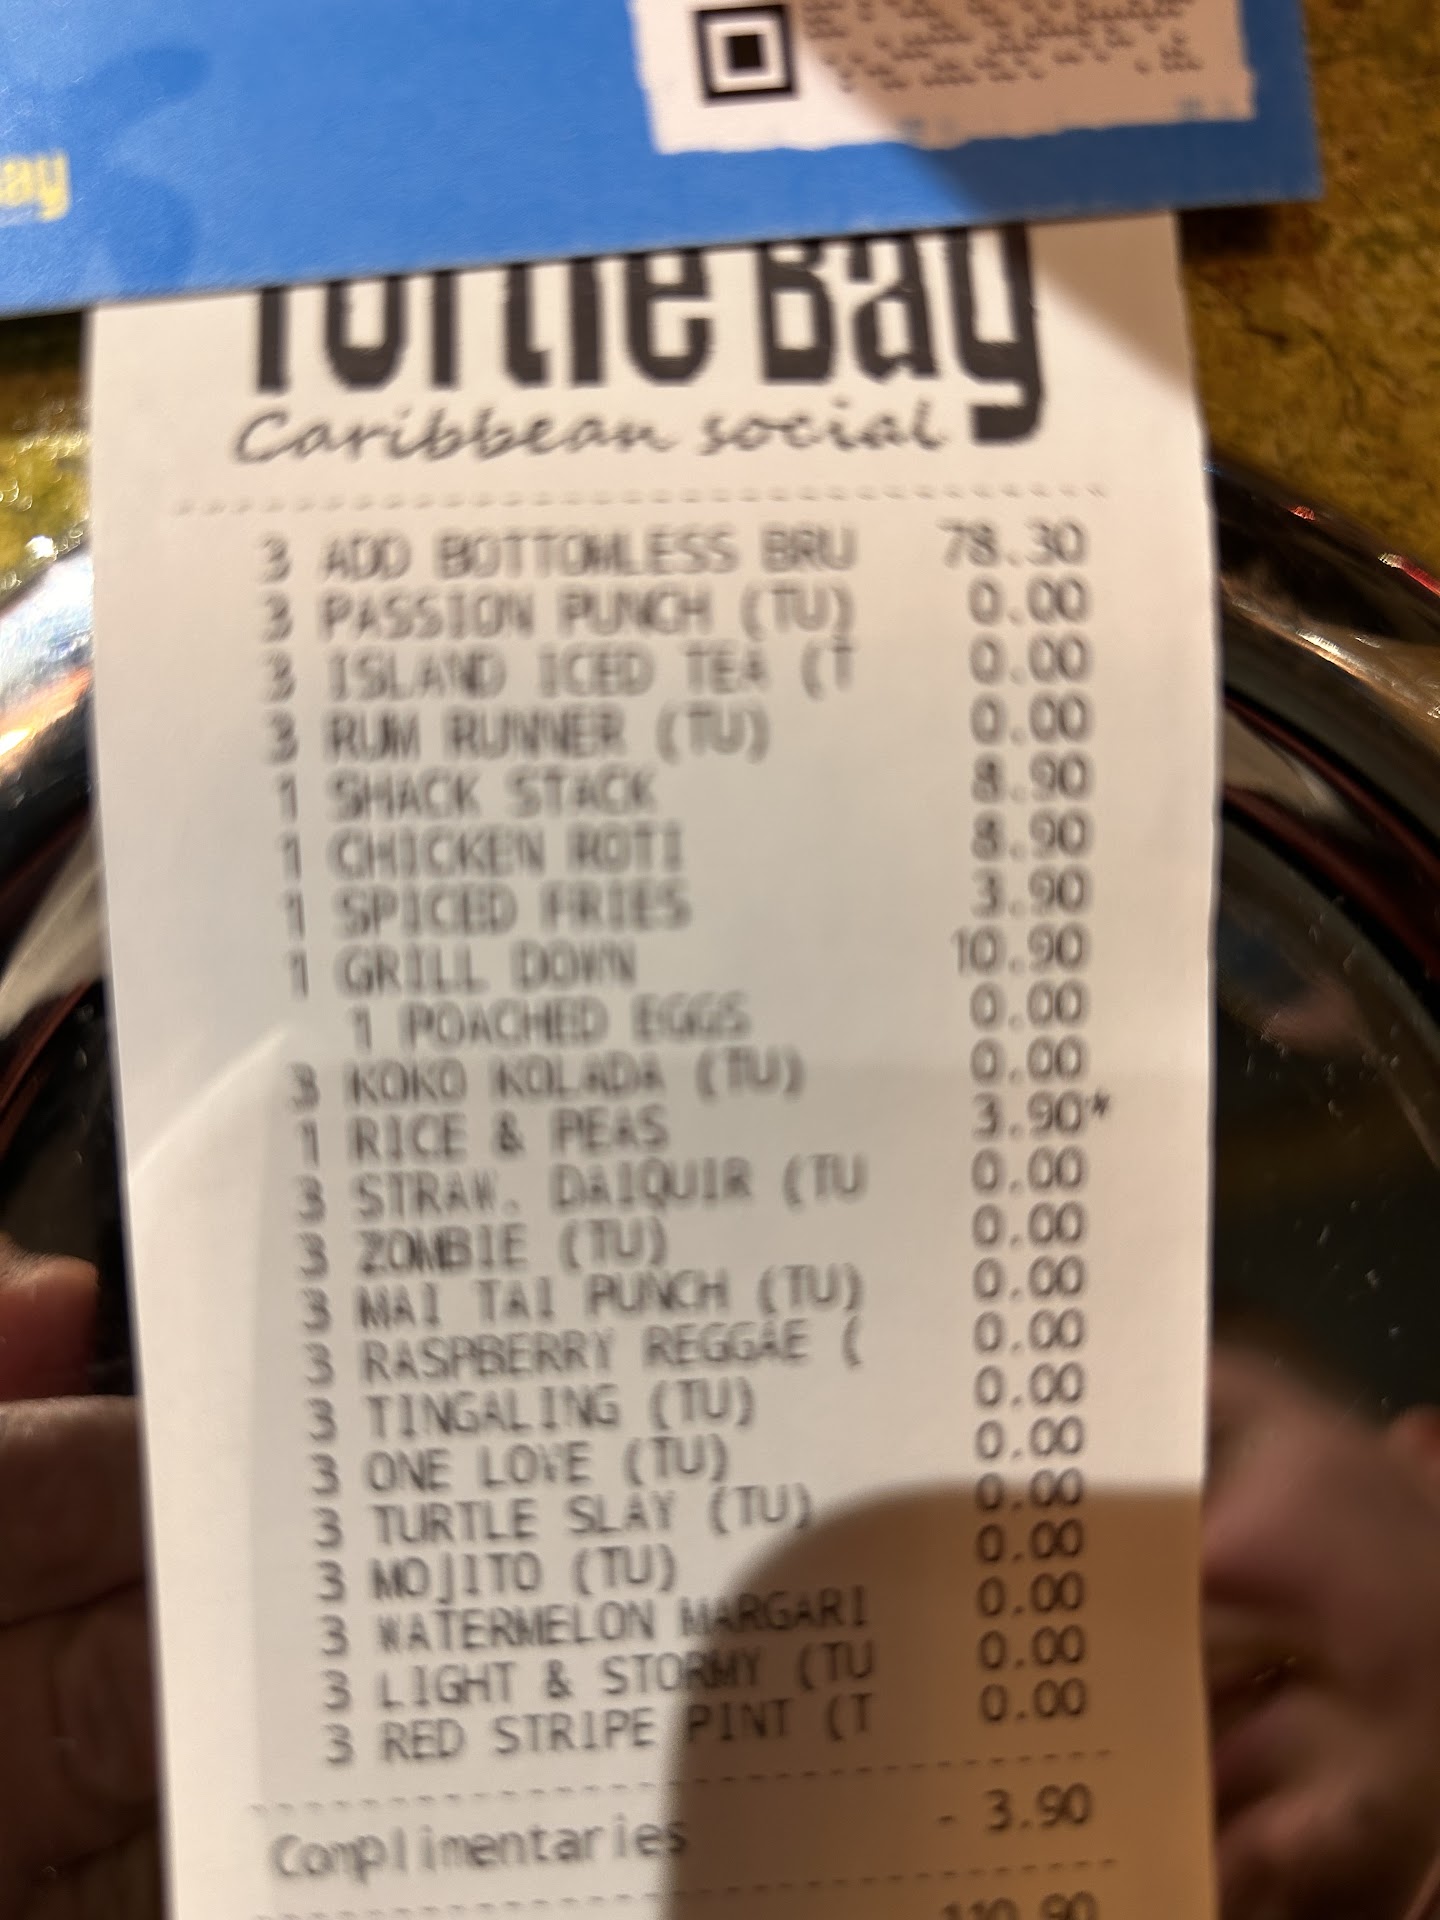 ay
Turtle Bay
Caribbean social
3 ADD BOTTOMLESS BRU 78.30
3 PASSION PUNCH (TU) 0.00
3 ISLAND ICED TEA (T 0.00
3 RUM RUNNER (TU) 0.00
1 SHACK STACK 8.90
1 CHICKEN ROTI 8.90
1 SPICED FRIES 3.90
1 GRILL DOWN 10.90
1 POACHED EGGS 0.00
3 KOKO KOLADA (TU) 0.00
1 RICE & PEAS 3.90*
3 STRAW. DAIQUIR (TU 0.00
3 ZOMBIE (TU) 0.00
3 MAI TAI PUNCH (TU) 0.00
3 RASPBERRY REGGAE ( 0.00
3 TINGALING (TU) 0.00
3 ONE LOVE (TU) 0.00
3 TURTLE SLAY (TU) 0.00
3 MOJITO (TU) 0.00
3 WATERMELON MARGARI 0.00
3 LIGHT & STORMY (TU 0.00
3 RED STRIPE PINT (T 0.00
Complimentaries - 3.90
110.90